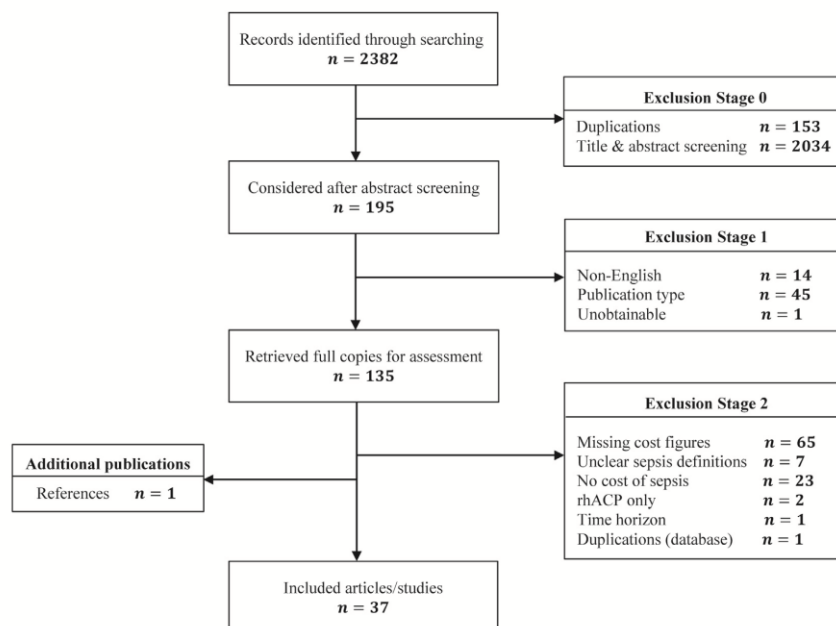 Records identified through searching
n = 2382
Exclusion Stage 0
Duplications n = 153
Title & abstract screening n = 2034
Considered after abstract screening
n = 195
Exclusion Stage 1
Non-English n = 14
Publication type n = 45
Unobtainable n = 1
Retrieved full copies for assessment
n = 135
Exclusion Stage 2
Missing cost figures n = 65
Unclear sepsis definitions n = 7
No cost of sepsis n = 23
rhACP only n = 2
Time horizon n = 1
Duplications (database) n = 1
Additional publications
References n = 1
Included articles/studies
n = 37